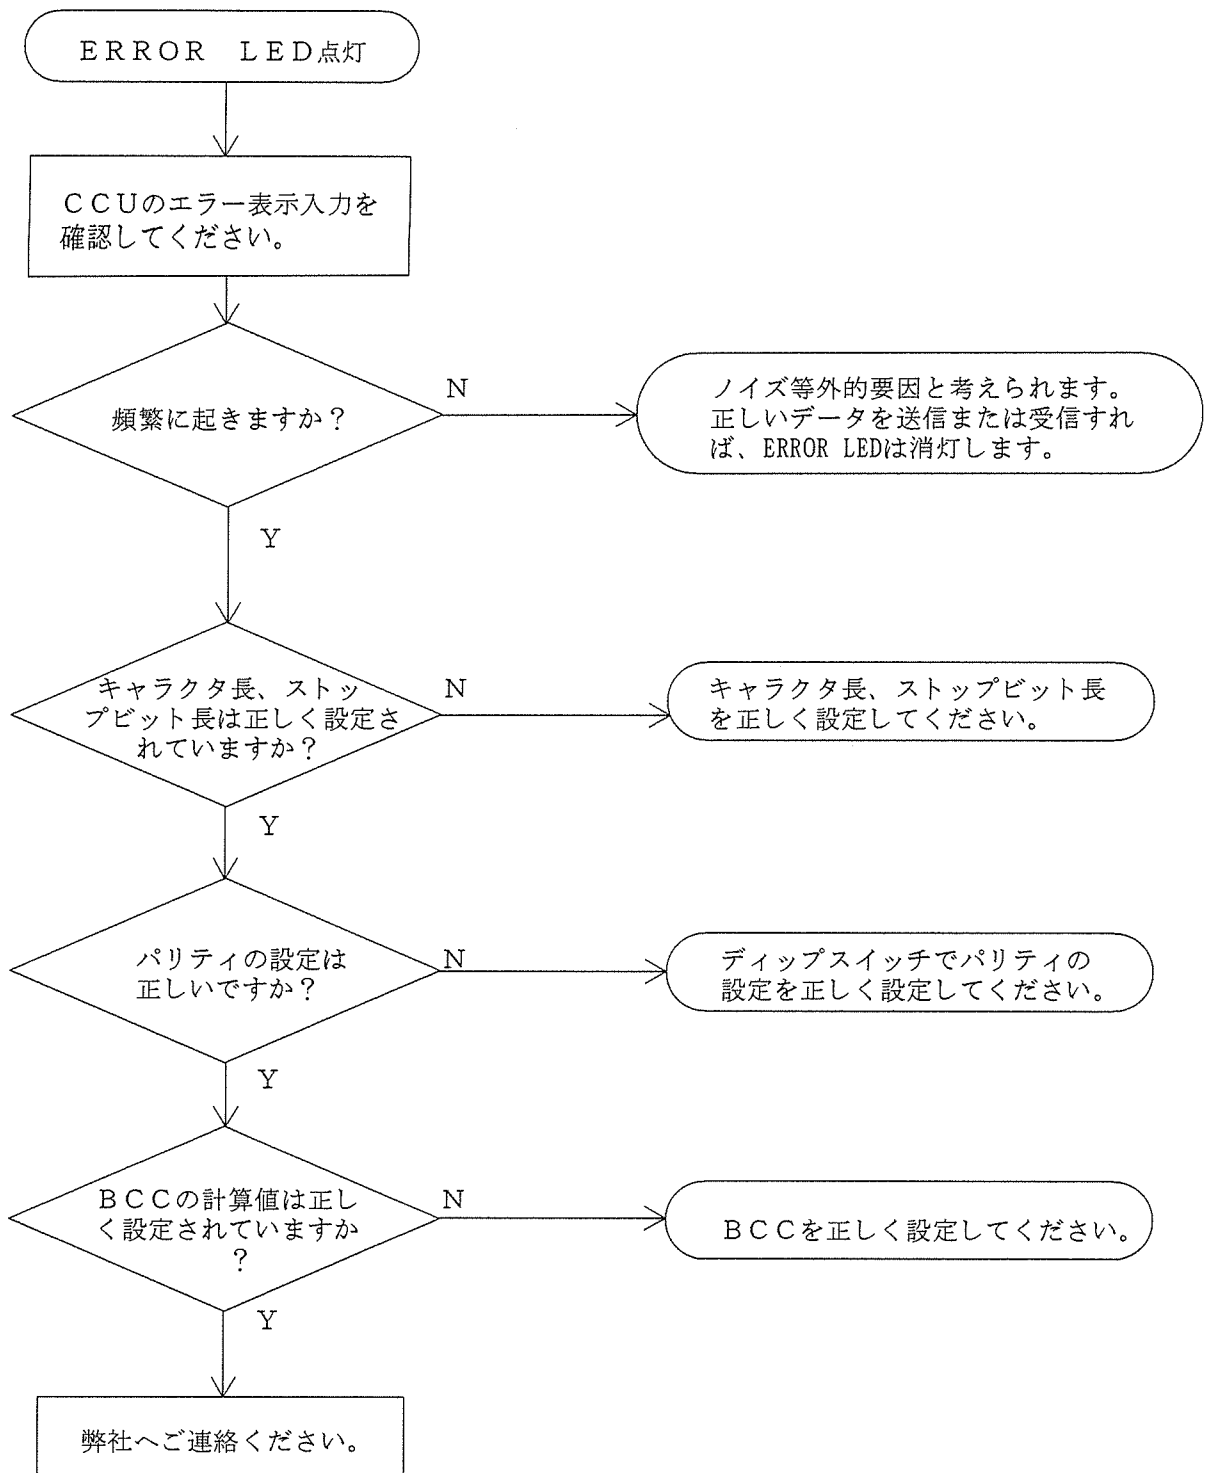 ERROR LED点灯
CCUのエラー表示入力を
確認してください。
頻繁に起きますか？
N
ノイズ等外的要因と考えられます。
正しいデータを送信または受信すれ
ば、ERROR LEDは消灯します。
Y
キャラクタ長、ストッ
プビット長は正しく設定さ
れていますか？
N
キャラクタ長、ストップビット長
を正しく設定してください。
Y
パリティの設定は
正しいですか？
N
ディップスイッチでパリティの
設定を正しく設定してください。
Y
BCCの計算値は正し
く設定されていますか
？
N
BCCを正しく設定してください。
Y
弊社へご連絡ください。